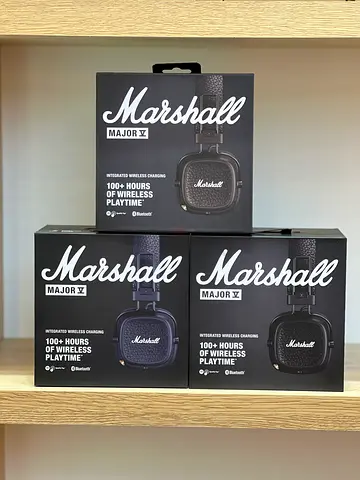 Marshall
MAJOR V
Marshall
INTEGRATED WIRELESS CHARGING
100+ HOURS
OF WIRELESS
PLAYTIME*
Bluetooth
Marshall
MAJOR V
INTEGRATED WIRELESS CHARGING
100+ HOURS
OF WIRELESS
PLAYTIME*
Marshall
Bluetooth
Marshall
MAJOR V
INTEGRATED WIRELESS CHARGING
100+ HOURS
OF WIRELESS
PLAYTIME*
Marshall
Bluetooth